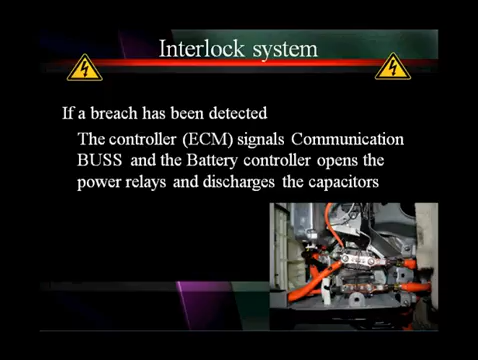 Interlock system
If a breach has been detected
The controller (ECM) signals Communication
BUSS and the Battery controller opens the
power relays and discharges the capacitors